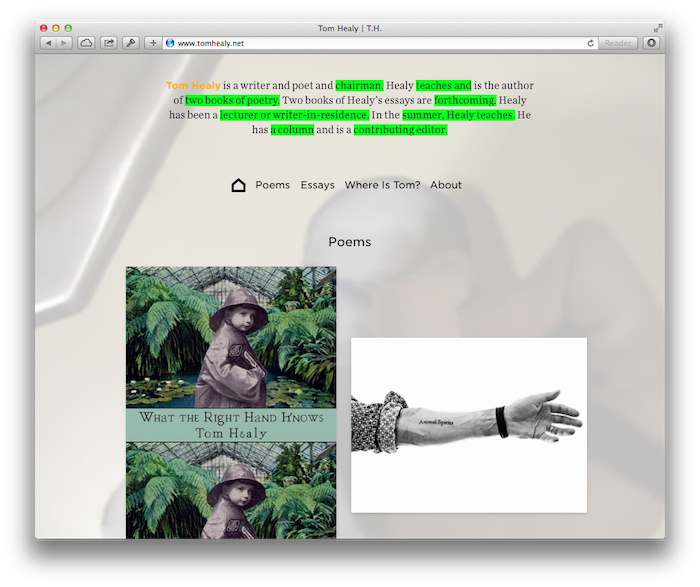 Tom Healy | T.H.
www.tomhealy.net
Reader
Tom Healy is a writer and poet and chairman. Healy teaches and is the author
of two books of poetry. Two books of Healy's essays are forthcoming. Healy
has been a lecturer or writer-in-residence. In the summer, Healy teaches. He
has a column and is a contributing editor.
Poems Essays Where Is Tom? About
Poems
What the Right Hand Knows
Tom Healy
Animal Spirits